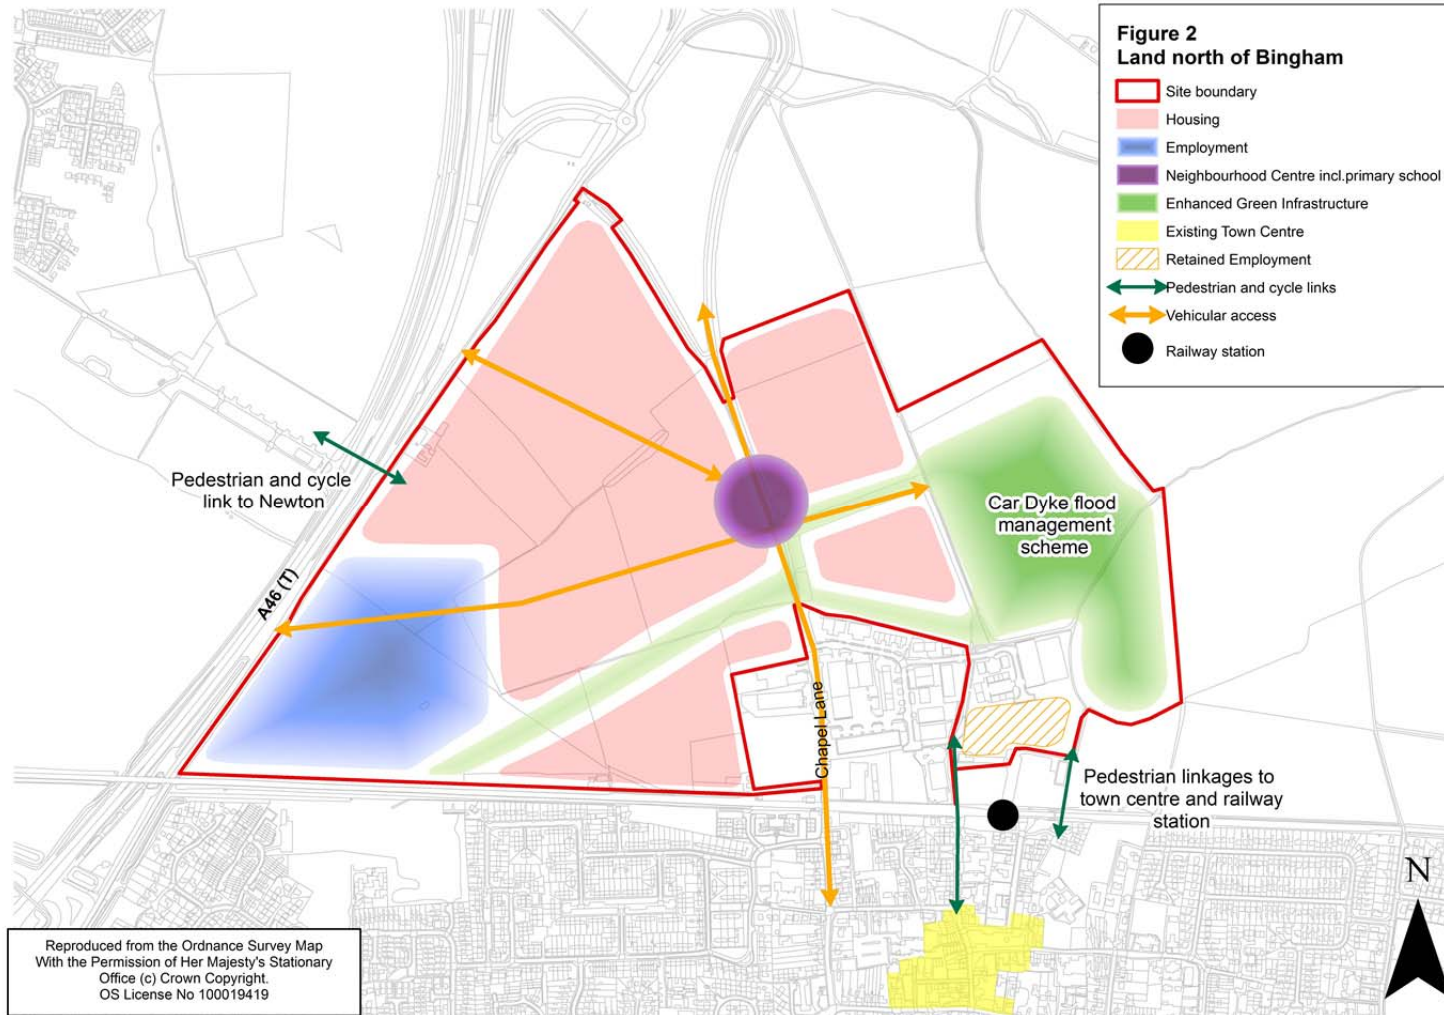 Figure 2
Land north of Bingham
Site boundary
Housing
Employment
Neighbourhood Centre incl.primary school
Enhanced Green Infrastructure
Existing Town Centre
Retained Employment
Pedestrian and cycle links
Vehicular access
Railway station
Pedestrian and cycle
link to Newton
Car Dyke flood
management
scheme
A46 (T)
Chapel Lane
Pedestrian linkages to
town centre and railway
station
N
Reproduced from the Ordnance Survey Map
With the Permission of Her Majesty's Stationary
Office (c) Crown Copyright.
OS License No 100019419